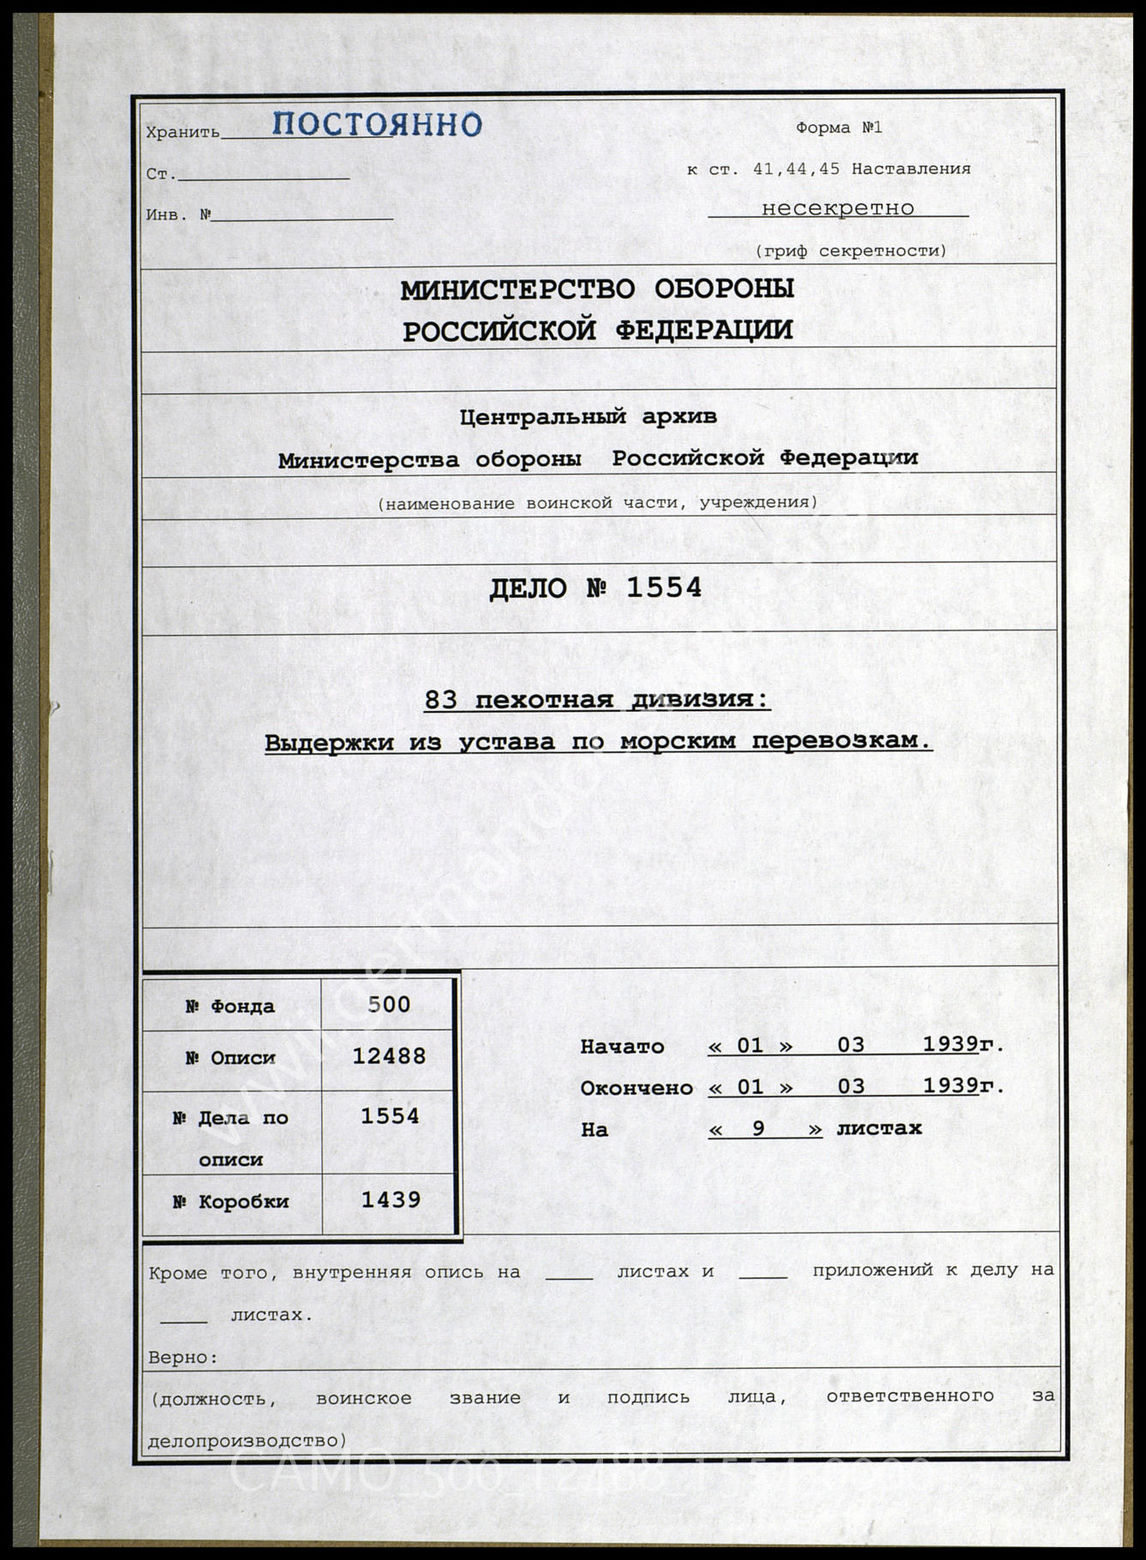 Хранить ПОСТОЯННО
Форма №1
Ст.
к ст. 41,44,45 Наставления
Инв. №
несекретно
(гриф секретности)
МИНИСТЕРСТВО ОБОРОНЫ
РОССИЙСКОЙ ФЕДЕРАЦИИ
Центральный архив
Министерства обороны Российской Федерации
(наименование воинской части, учреждения)
ДЕЛО № 1554
83 пехотная дивизия:
Выдержки из устава по морским перевозкам.
№ Фонда 500
№ Описи 12488
№ Дела по 1554
описи
№ Коробки 1439
Начато « 01 » 03 1939г.
Окончено « 01 » 03 1939г.
На « 9 » листах
Кроме того, внутренняя опись на ____ листах и ____ приложений к делу на
____ листах.
Верно:
(должность, воинское звание и подпись лица, ответственного за
делопроизводство)